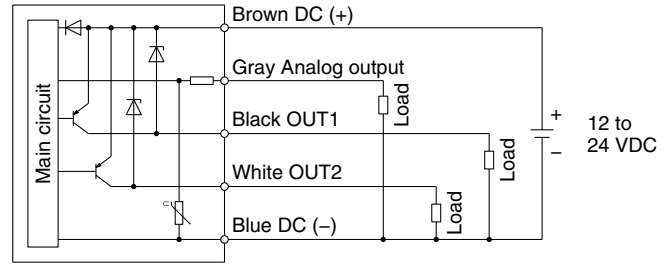 Brown DC (+)
Gray Analog output
Black OUT1
White OUT2
Blue DC (−)
Main circuit
Load
Load
Load
+
−
12 to
24 VDC
U